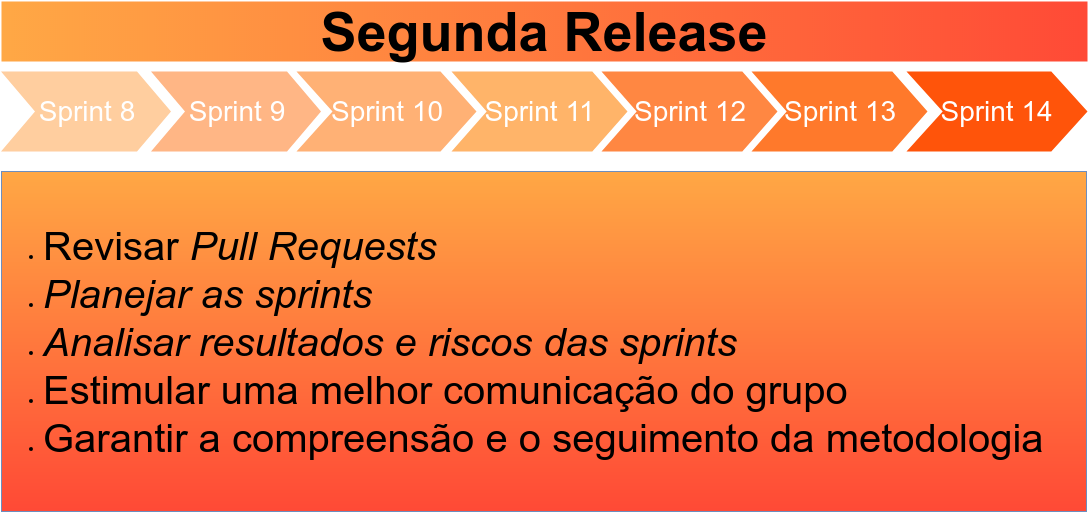 Segunda Release
Sprint 8 Sprint 9 Sprint 10 Sprint 11 Sprint 12 Sprint 13 Sprint 14
. Revisar Pull Requests
. Planejar as sprints
. Analisar resultados e riscos das sprints
. Estimular uma melhor comunicação do grupo
. Garantir a compreensão e o seguimento da metodologia